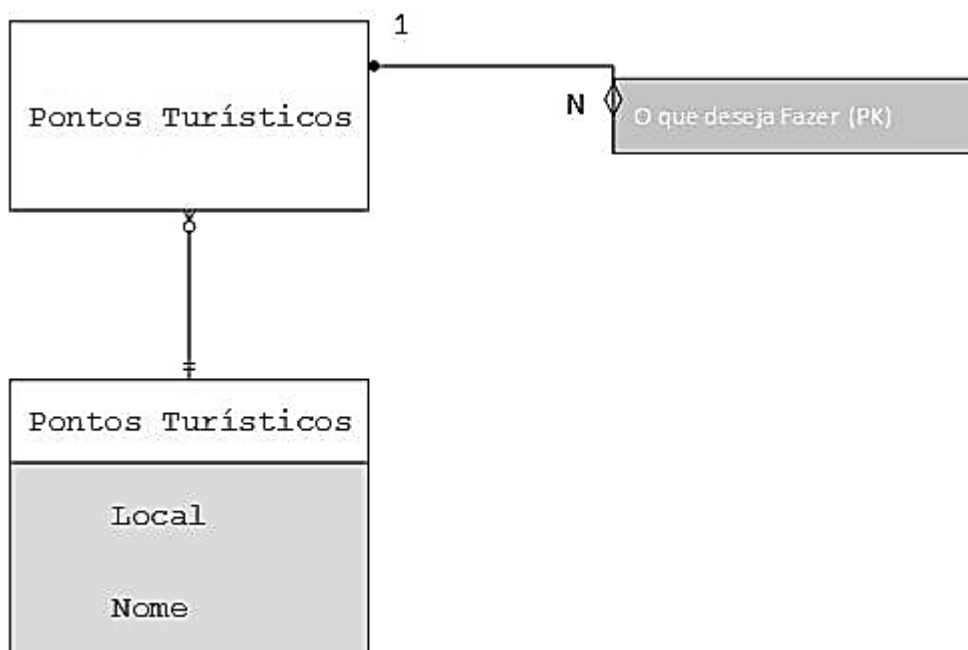 1
Pontos Turísticos
N
O que deseja Fazer (PK)
Pontos Turísticos
Local
Nome